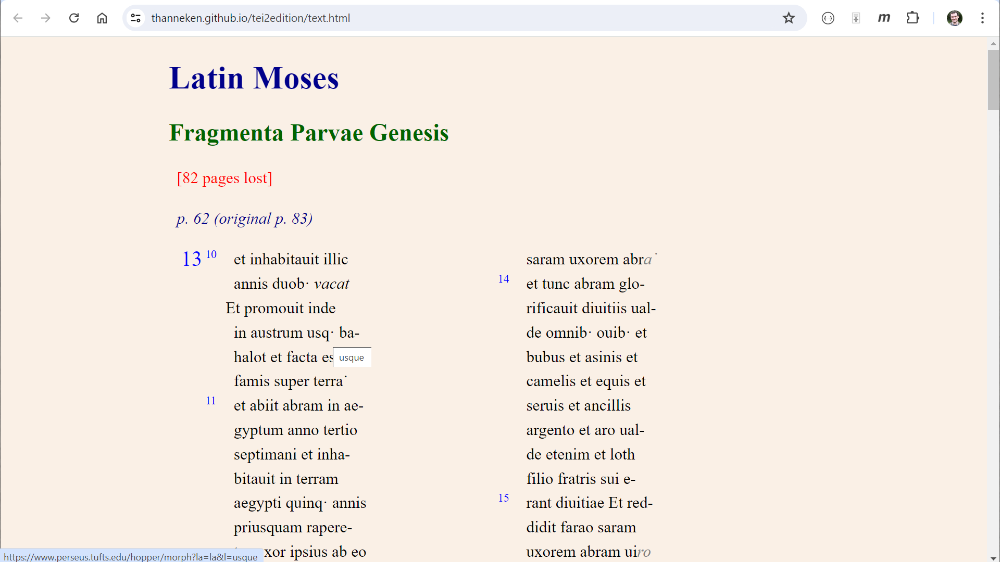 thanneken.github.io/tei2edition/text.html
m
Latin Moses
Fragmenta Parvae Genesis
[82 pages lost]
p. 62 (original p. 83)
13 10 et inhabitauit illic
annis duob· vacat
Et promouit inde
in austrum usq· ba-
halot et facta es
usque
famis super terra˙
11 et abiit abram in ae-
gyptum anno tertio
septimani et inha-
bitauit in terram
aegypti quinq· annis
priusquam rapere-
xor ipsius ab eo
saram uxorem abra˙
14 et tunc abram glo-
rificauit diuitiis ual-
de omnib· ouib· et
bubus et asinis et
camelis et equis et
seruis et ancillis
argento et aro ual-
de etenim et loth
filio fratris sui e-
15 rant diuitiae Et red-
didit farao saram
uxorem abram uiro
https://www.perseus.tufts.edu/hopper/morph?la=la&l=usque